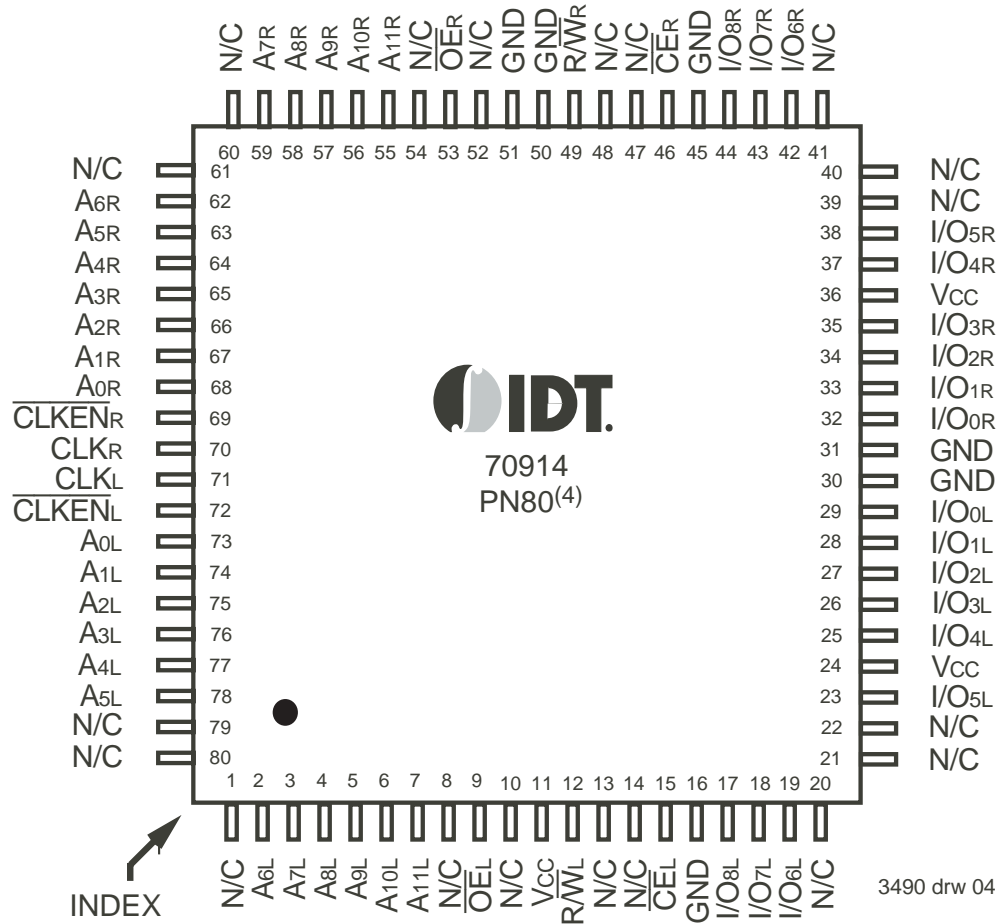 N/C
A7R
A8R
A9R
A10R
A11R
N/C
OER
N/C
GND
GND
R/WR
N/C
N/C
CER
GND
I/O8R
I/O7R
I/O6R
N/C
60 59 58 57 56 55 54 53 52 51 50 49 48 47 46 45 44 43 42 41
N/C 61
A6R 62
A5R 63
A4R 64
A3R 65
A2R 66
A1R 67
A0R 68
CLKENR 69
CLKR 70
CLKL 71
CLKENL 72
A0L 73
A1L 74
A2L 75
A3L 76
A4L 77
A5L 78
N/C 79
N/C 80
IDT.
70914
PN80(4)
40 N/C
39 N/C
38 I/O5R
37 I/O4R
36 VCC
35 I/O3R
34 I/O2R
33 I/O1R
32 I/O0R
31 GND
30 GND
29 I/O0L
28 I/O1L
27 I/O2L
26 I/O3L
25 I/O4L
24 VCC
23 I/O5L
22 N/C
21 N/C
1 2 3 4 5 6 7 8 9 10 11 12 13 14 15 16 17 18 19 20
N/C
A6L
A7L
A8L
A9L
A10L
A11L
N/C
OEL
N/C
VCC
R/WL
N/C
N/C
CEL
GND
I/O8L
I/O7L
I/O6L
N/C
INDEX
3490 drw 04